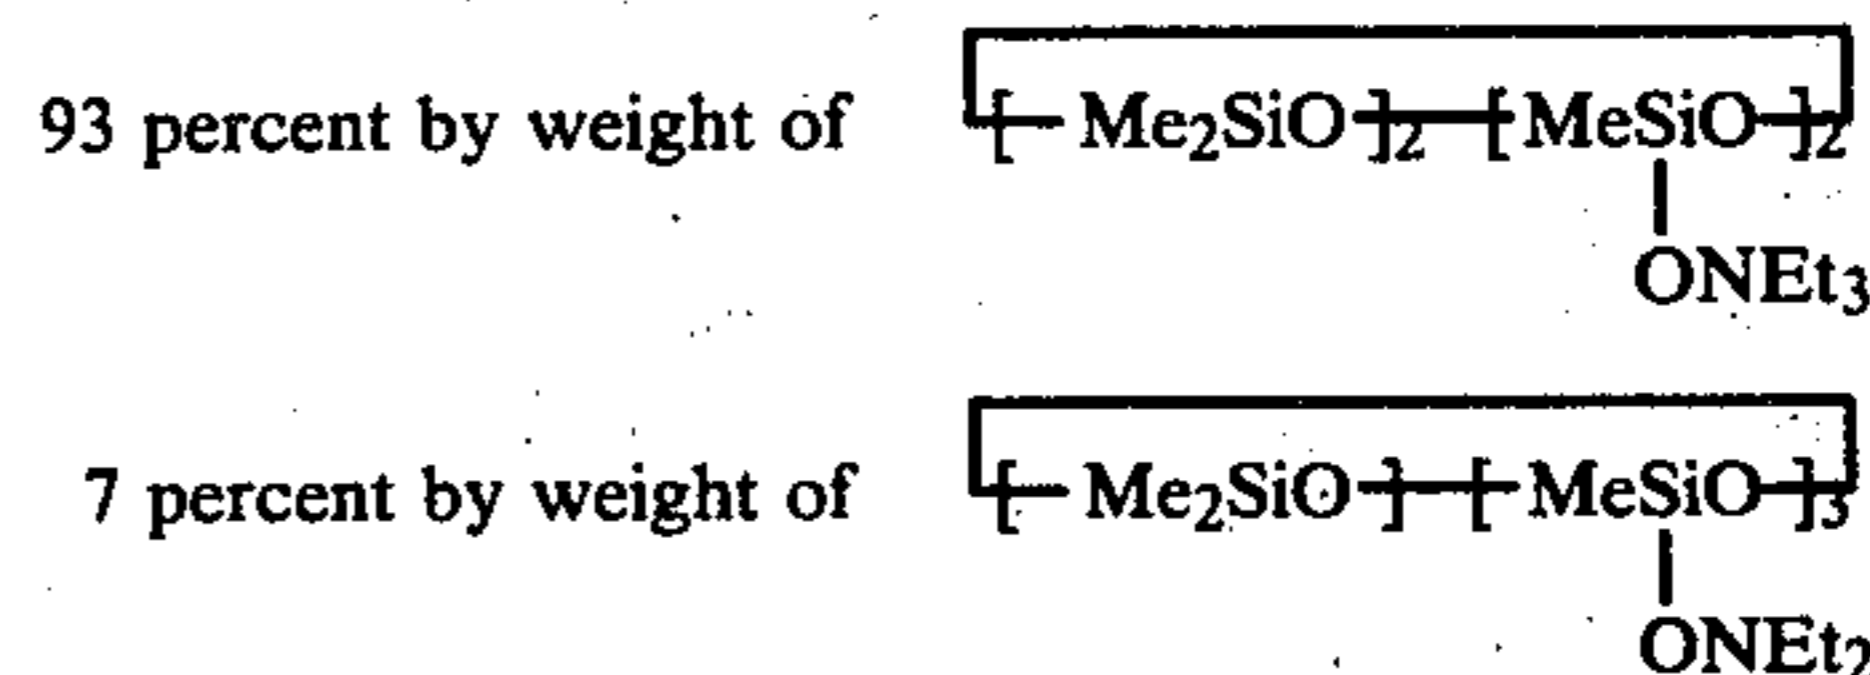 93 percent by weight of [ Me2SiO ]2 [ MeSiO ]2
ONEt3
7 percent by weight of [ Me2SiO ] [ MeSiO ]3
ONEt2